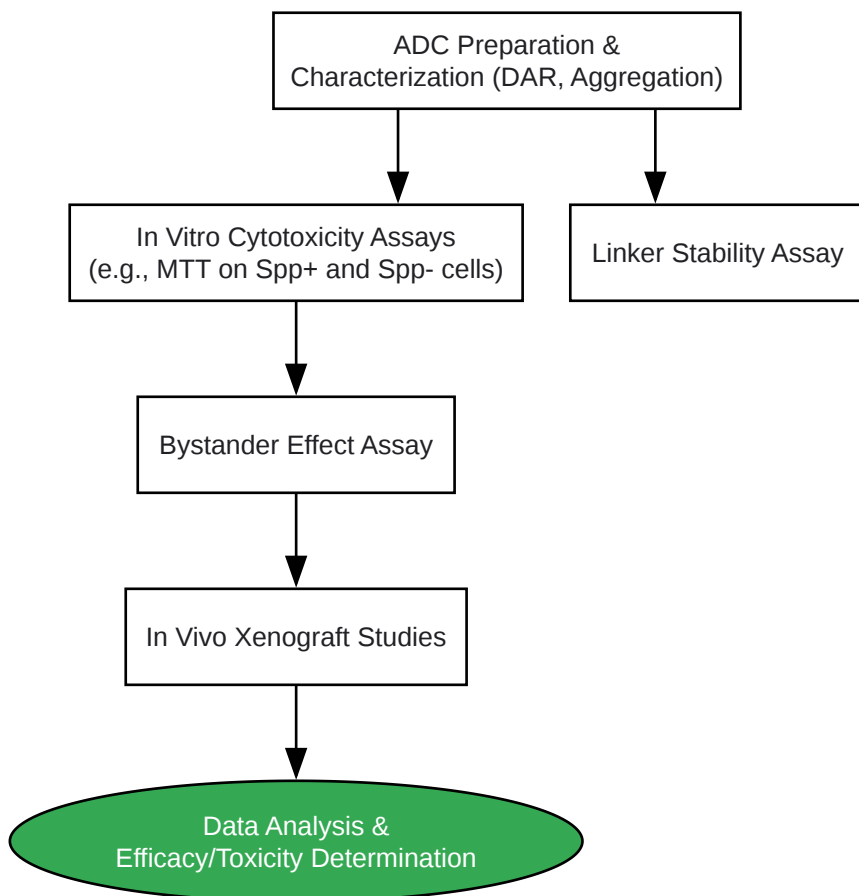 ADC Preparation &
Characterization (DAR, Aggregation)
In Vitro Cytotoxicity Assays
(e.g., MTT on Spp+ and Spp- cells)
Linker Stability Assay
Bystander Effect Assay
In Vivo Xenograft Studies
Data Analysis &
Efficacy/Toxicity Determination